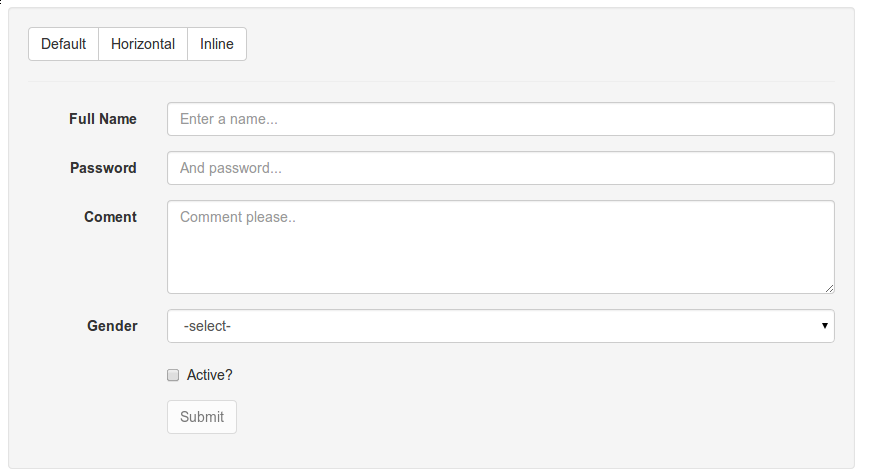 Default Horizontal Inline
Full Name Enter a name...
Password And password...
Coment Comment please..
Gender -select-
Active?
Submit